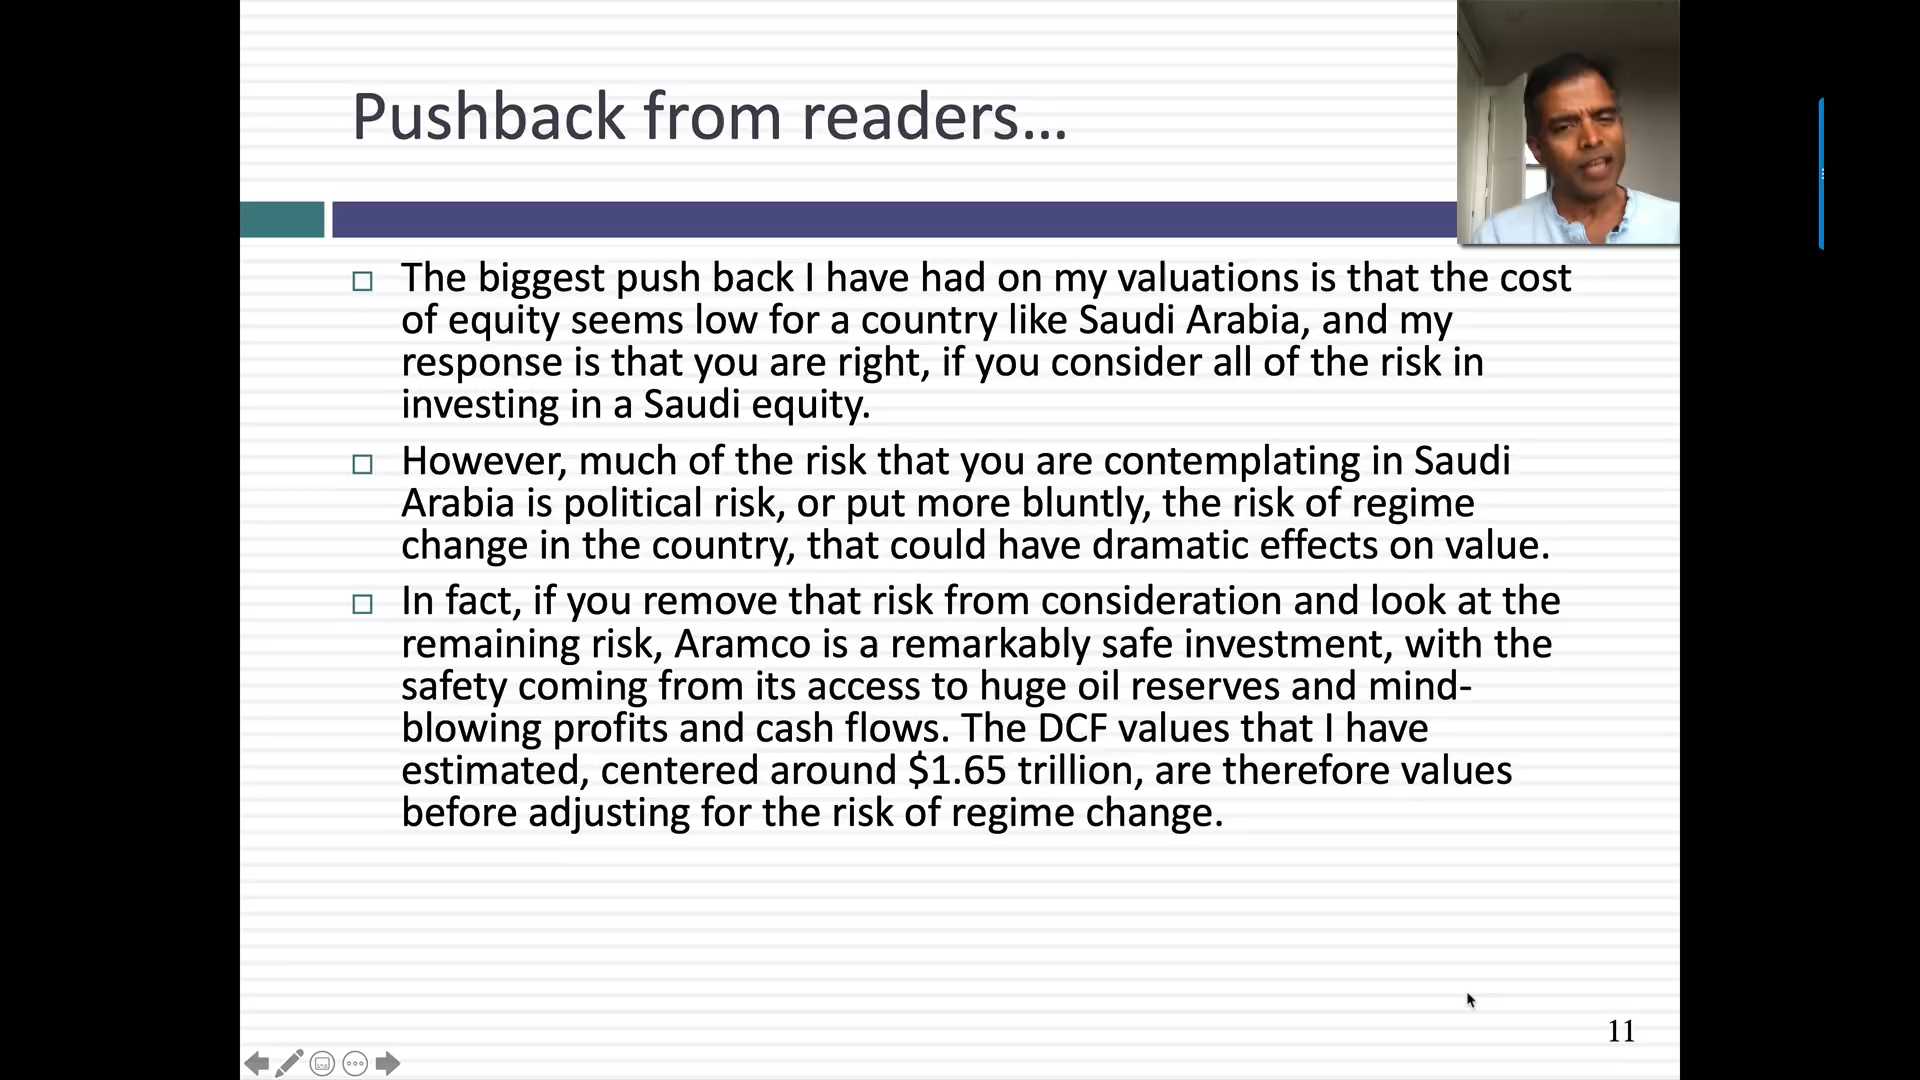 Pushback from readers...
The biggest push back I have had on my valuations is that the cost
of equity seems low for a country like Saudi Arabia, and my
response is that you are right, if you consider all of the risk in
investing in a Saudi equity.
However, much of the risk that you are contemplating in Saudi
Arabia is political risk, or put more bluntly, the risk of regime
change in the country, that could have dramatic effects on value.
In fact, if you remove that risk from consideration and look at the
remaining risk, Aramco is a remarkably safe investment, with the
safety coming from its access to huge oil reserves and mind-
blowing profits and cash flows. The DCF values that I have
estimated, centered around $1.65 trillion, are therefore values
before adjusting for the risk of regime change.
11